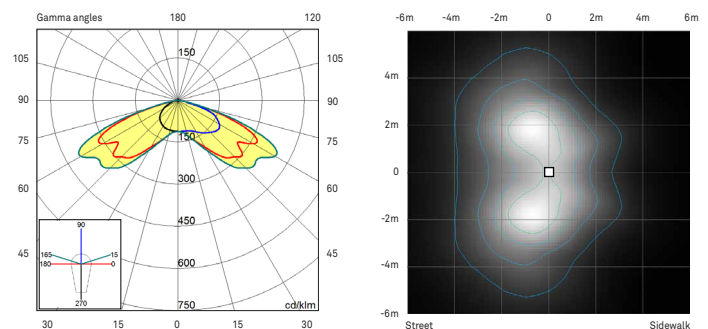 Gamma angles 180 120
105 105
90 90
75 75
60 60
45 45
30 15 0 15 30
150
150
300
450
600
750
cd/klm
90
165 15
180 0
270
-6m -4m -2m 0 2m 4m 6m
4m
2m
0
-2m
-4m
-6m
Street Sidewalk